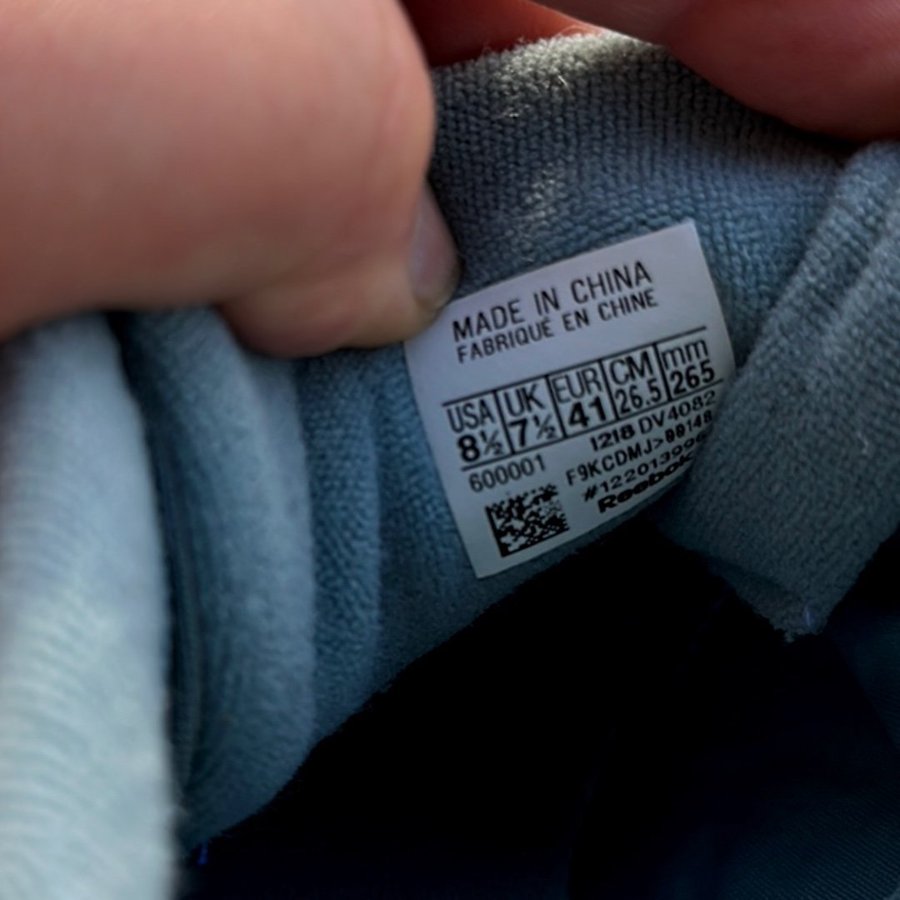 MADE IN CHINA
FABRIQUÉ EN CHINE
USA UK EUR CM mm
8½ 7½ 41 26.5 265
600001 1218 DV4082
F9KCDMJ>00148
Reebok